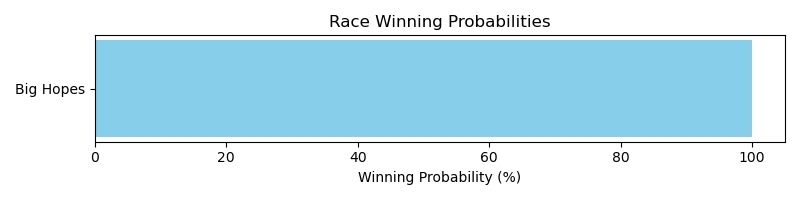 Race Winning Probabilities
Big Hopes
0 20 40 60 80 100
Winning Probability (%)